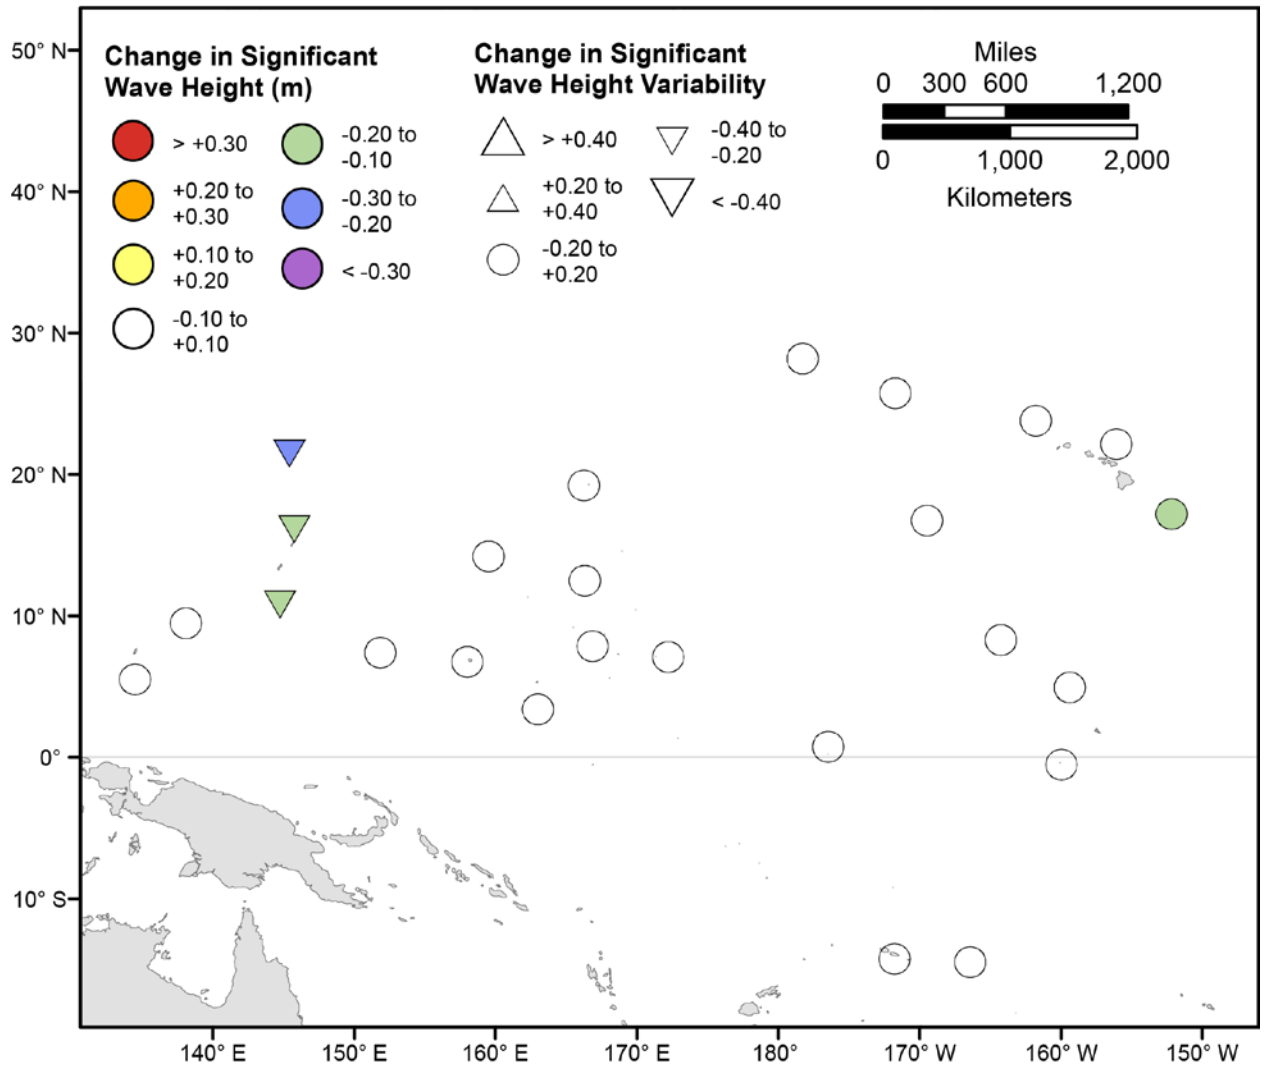 Change in Significant
Wave Height (m)
> +0.30
+0.20 to
+0.30
+0.10 to
+0.20
-0.10 to
+0.10
-0.20 to
-0.10
-0.30 to
-0.20
< -0.30
Change in Significant
Wave Height Variability
> +0.40
+0.20 to
+0.40
-0.20 to
+0.20
-0.40 to
-0.20
< -0.40
Miles
0 300 600 1,200
0 1,000 2,000
Kilometers
50° N
40° N
30° N
20° N
10° N
0°
10° S
140° E 150° E 160° E 170° E 180° 170° W 160° W 150° W